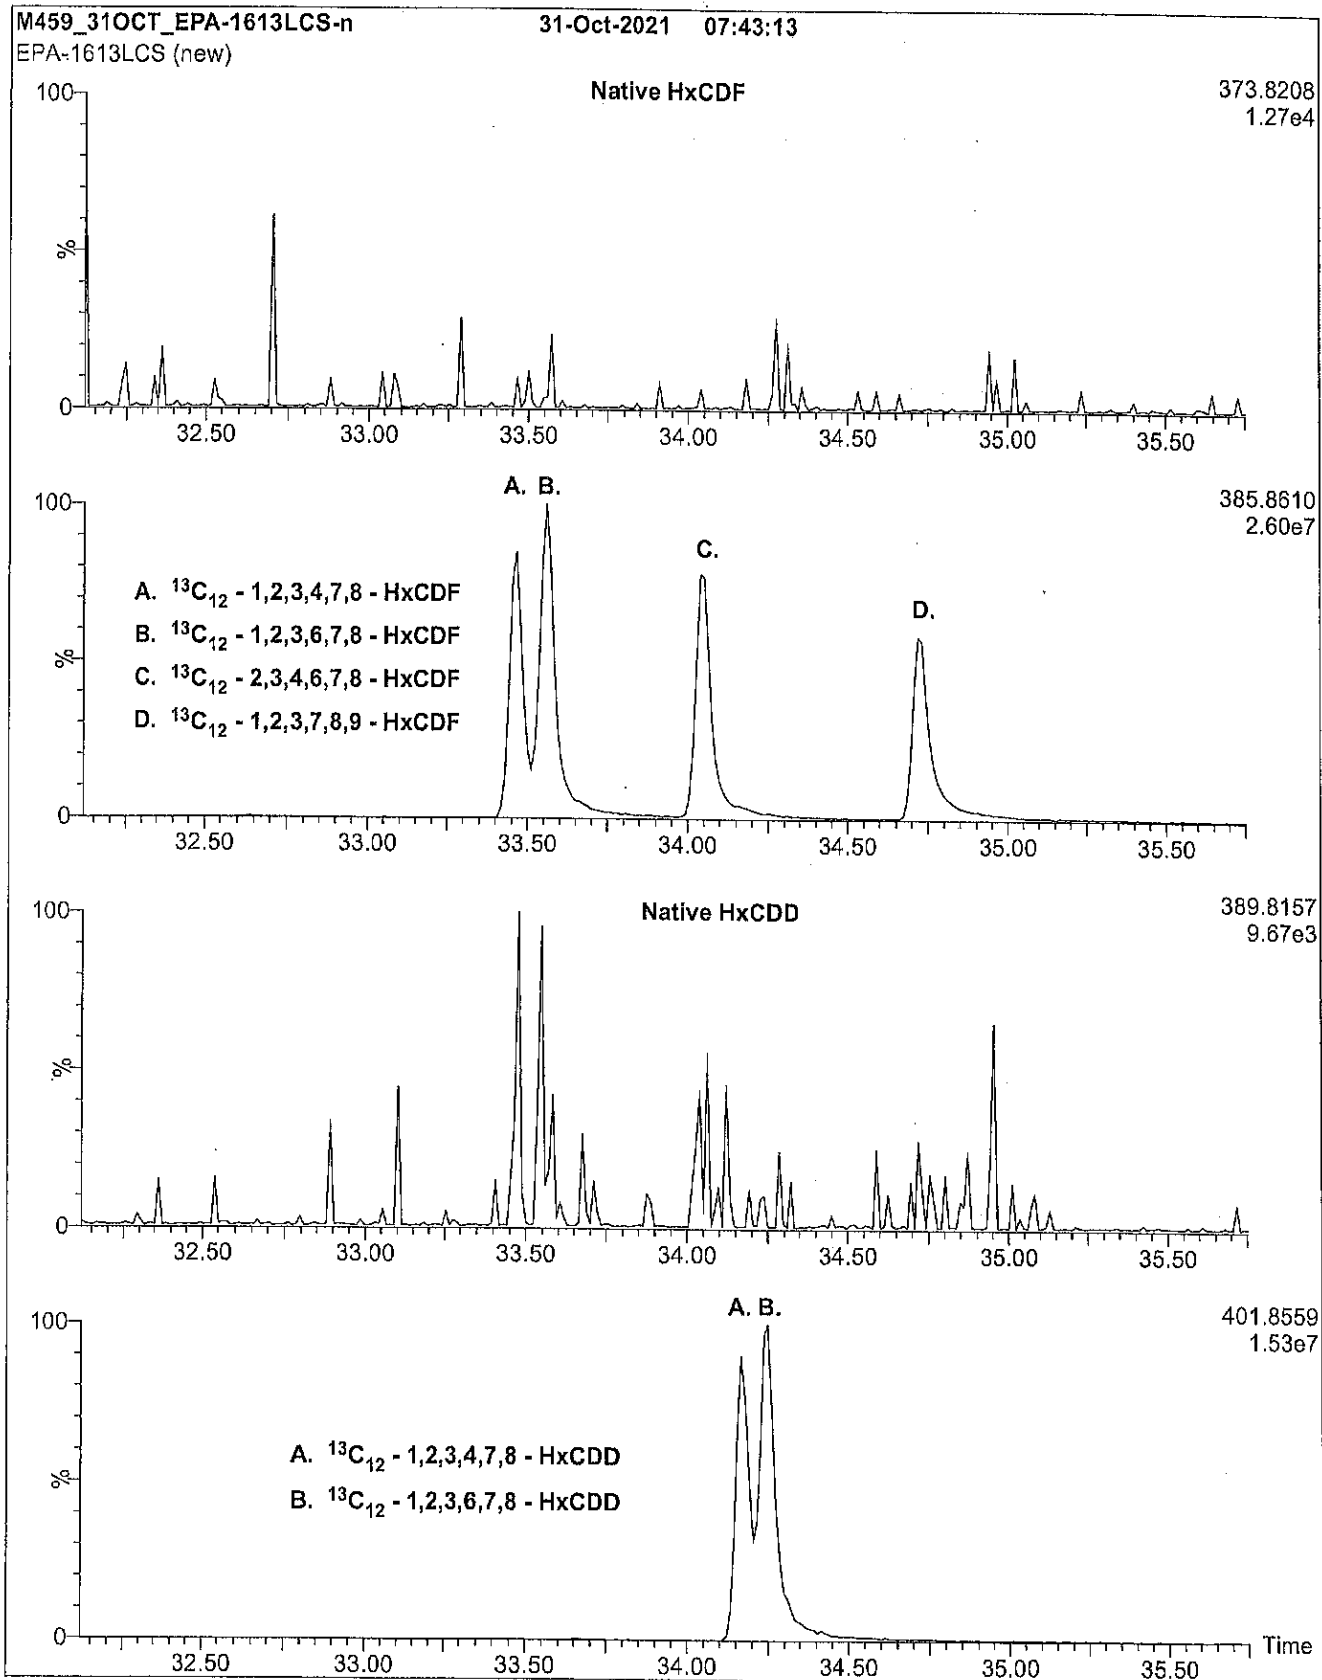 M459_31OCT_EPA-1613LCS-n 31-Oct-2021 07:43:13
EPA-1613LCS (new)
Native HxCDF
373.8208
1.27e4
100
%
0
32.50 33.00 33.50 34.00 34.50 35.00 35.50
A. B.
C.
D.
385.8610
2.60e7
100
%
0
A. ¹³C₁₂ - 1,2,3,4,7,8 - HxCDF
B. ¹³C₁₂ - 1,2,3,6,7,8 - HxCDF
C. ¹³C₁₂ - 2,3,4,6,7,8 - HxCDF
D. ¹³C₁₂ - 1,2,3,7,8,9 - HxCDF
32.50 33.00 33.50 34.00 34.50 35.00 35.50
Native HxCDD
389.8157
9.67e3
100
%
0
32.50 33.00 33.50 34.00 34.50 35.00 35.50
A. B.
401.8559
1.53e7
100
%
0
A. ¹³C₁₂ - 1,2,3,4,7,8 - HxCDD
B. ¹³C₁₂ - 1,2,3,6,7,8 - HxCDD
32.50 33.00 33.50 34.00 34.50 35.00 35.50 Time